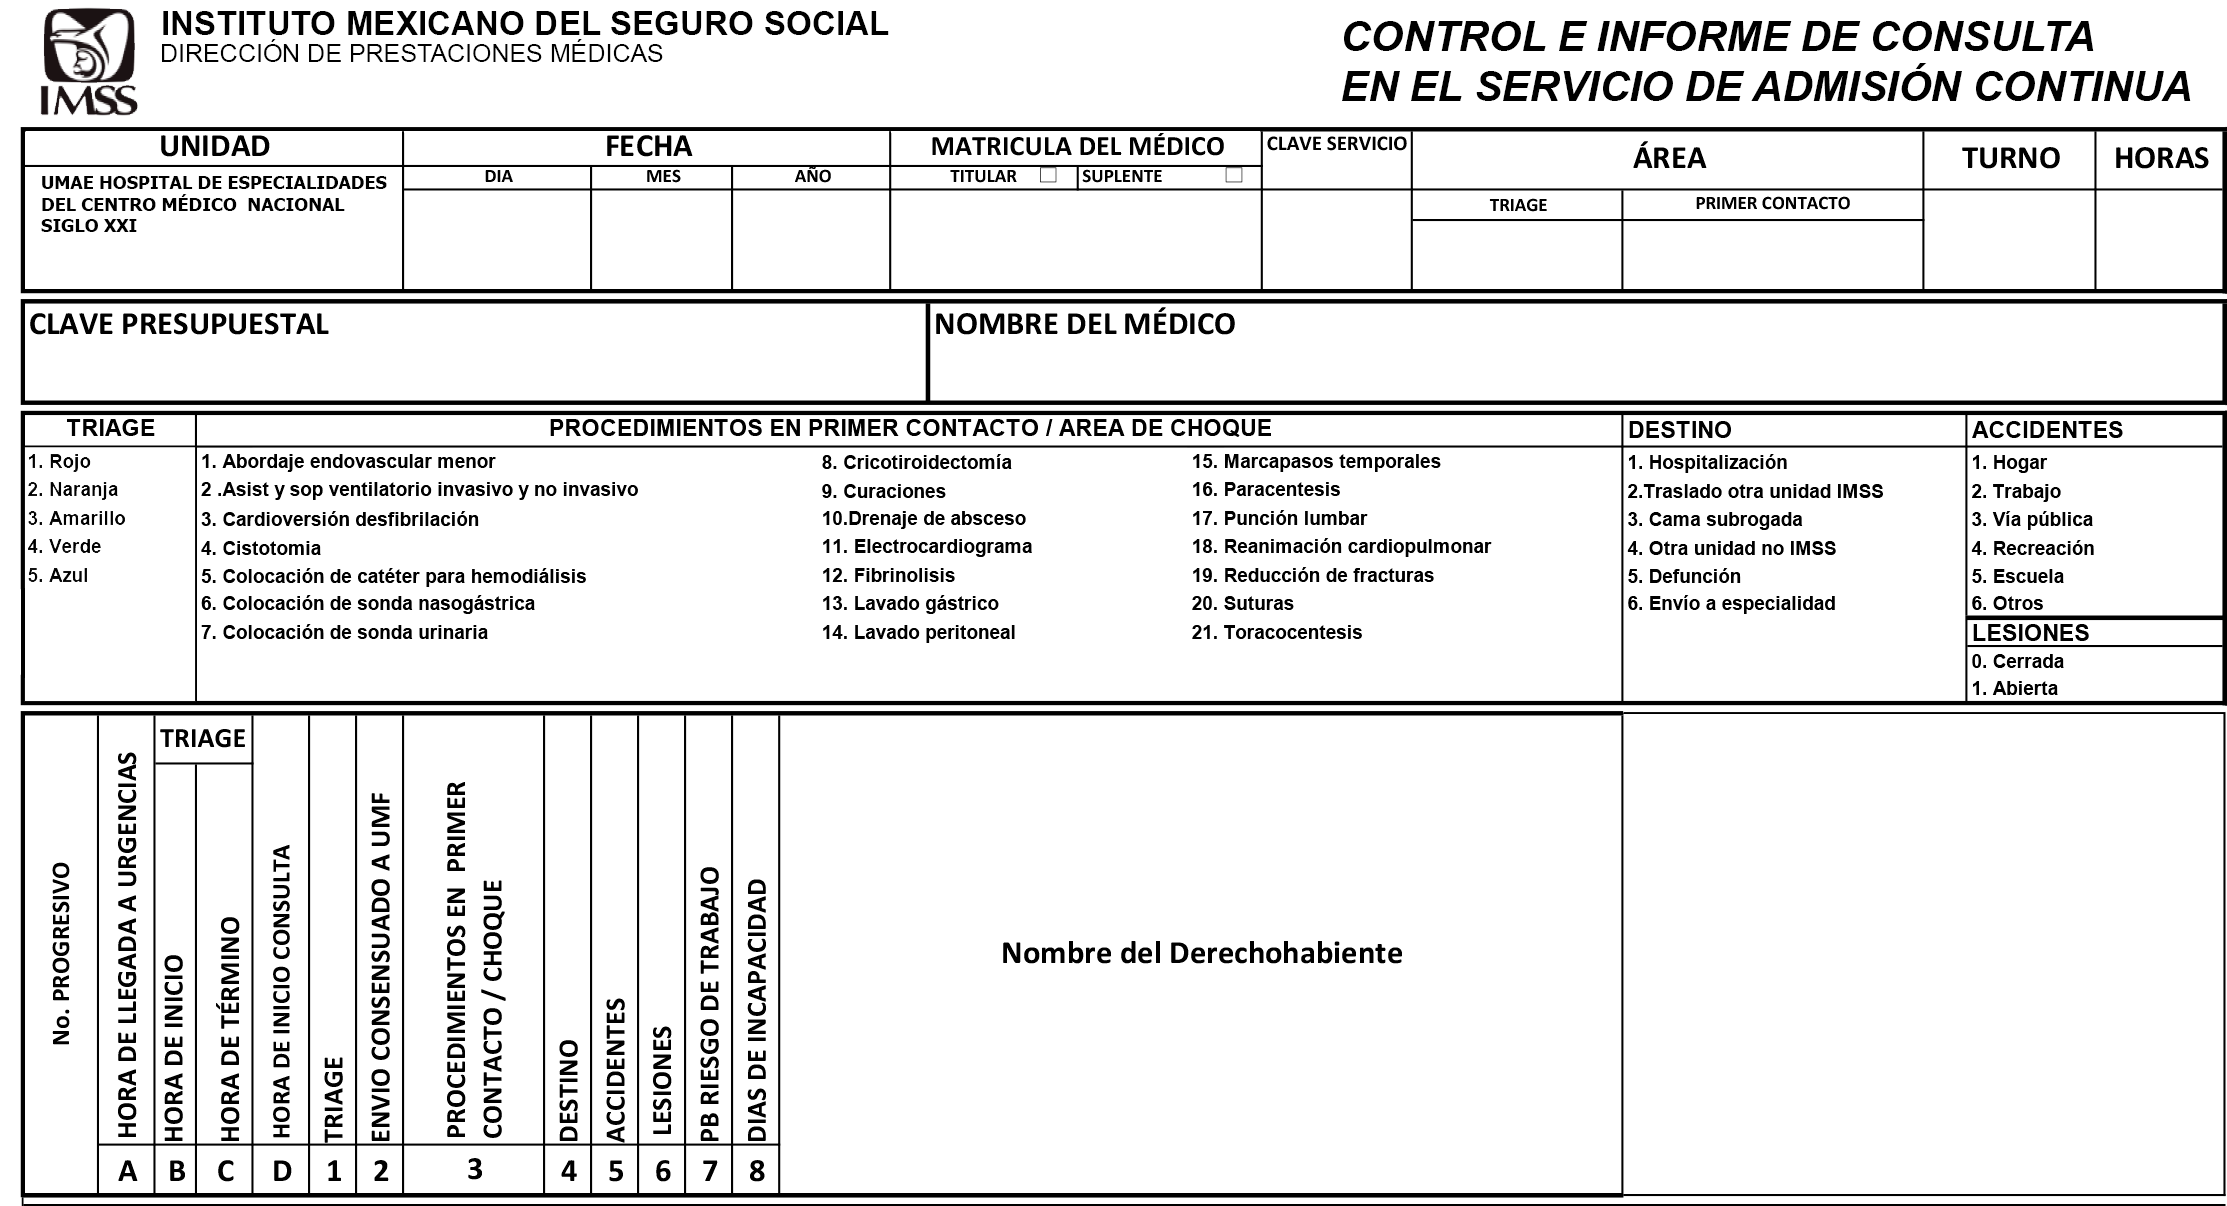 IMSS
INSTITUTO MEXICANO DEL SEGURO SOCIAL
DIRECCIÓN DE PRESTACIONES MÉDICAS
CONTROL E INFORME DE CONSULTA
EN EL SERVICIO DE ADMISIÓN CONTINUA
UNIDAD
FECHA
MATRICULA DEL MÉDICO
CLAVE SERVICIO
ÁREA
TURNO
HORAS
UMAE HOSPITAL DE ESPECIALIDADES
DEL CENTRO MÉDICO NACIONAL
SIGLO XXI
DIA
MES
AÑO
TITULAR
SUPLENTE
TRIAGE
PRIMER CONTACTO
CLAVE PRESUPUESTAL
NOMBRE DEL MÉDICO
TRIAGE
1. Rojo
2. Naranja
3. Amarillo
4. Verde
5. Azul
PROCEDIMIENTOS EN PRIMER CONTACTO / AREA DE CHOQUE
1. Abordaje endovascular menor
2 .Asist y sop ventilatorio invasivo y no invasivo
3. Cardioversión desfibrilación
4. Cistotomia
5. Colocación de catéter para hemodiálisis
6. Colocación de sonda nasogástrica
7. Colocación de sonda urinaria
8. Cricotiroidectomía
9. Curaciones
10.Drenaje de absceso
11. Electrocardiograma
12. Fibrinolisis
13. Lavado gástrico
14. Lavado peritoneal
15. Marcapasos temporales
16. Paracentesis
17. Punción lumbar
18. Reanimación cardiopulmonar
19. Reducción de fracturas
20. Suturas
21. Toracocentesis
DESTINO
1. Hospitalización
2.Traslado otra unidad IMSS
3. Cama subrogada
4. Otra unidad no IMSS
5. Defunción
6. Envío a especialidad
ACCIDENTES
1. Hogar
2. Trabajo
3. Vía pública
4. Recreación
5. Escuela
6. Otros
LESIONES
0. Cerrada
1. Abierta
No. PROGRESIVO
HORA DE LLEGADA A URGENCIAS
TRIAGE
HORA DE INICIO
HORA DE TÉRMINO
HORA DE INICIO CONSULTA
TRIAGE
ENVIO CONSENSUADO A UMF
PROCEDIMIENTOS EN PRIMER
CONTACTO / CHOQUE
DESTINO
ACCIDENTES
LESIONES
PB RIESGO DE TRABAJO
DIAS DE INCAPACIDAD
Nombre del Derechohabiente
A B C D 1 2 3 4 5 6 7 8